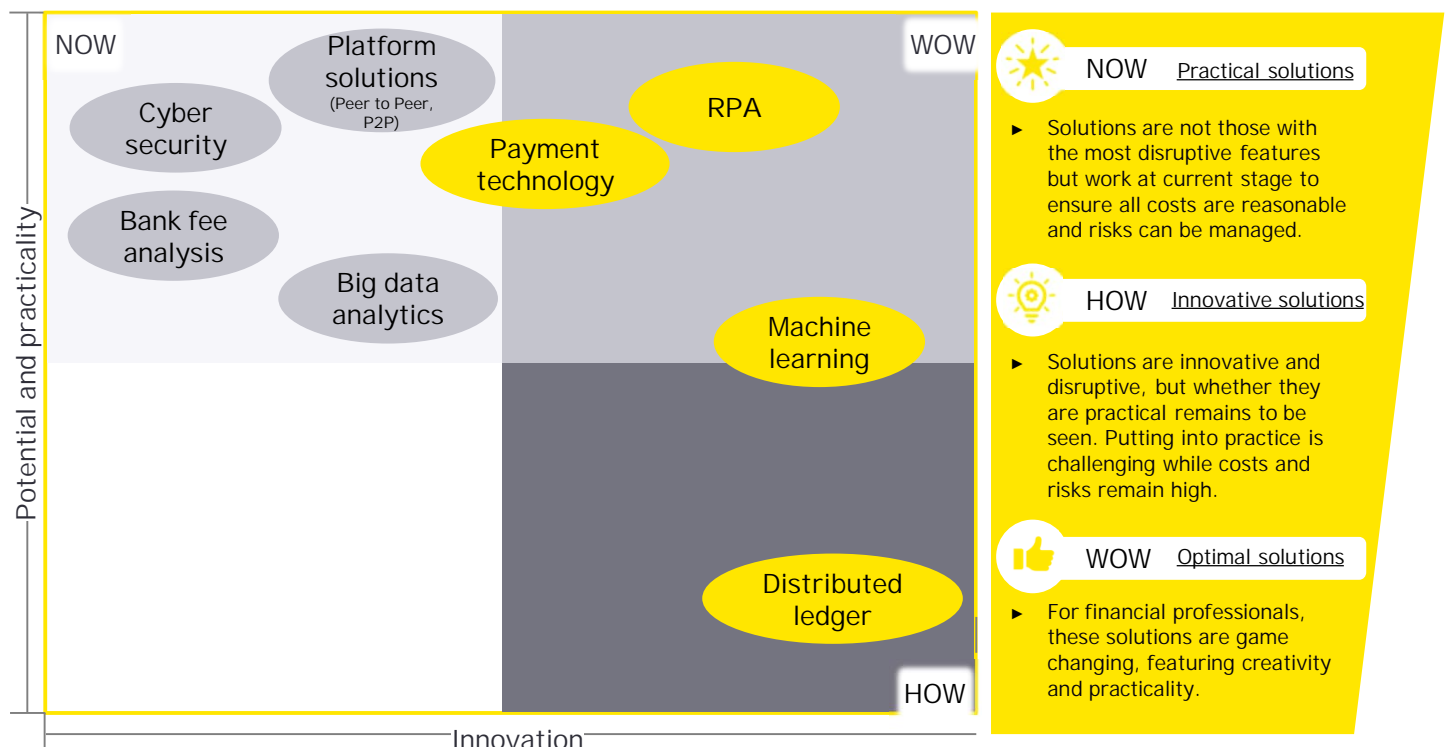 NOW
WOW
Platform
solutions
(Peer to Peer,
P2P)
Cyber
security
RPA
Payment
technology
Bank fee
analysis
Big data
analytics
Machine
learning
Distributed
ledger
HOW
Potential and practicality
Innovation
NOW Practical solutions
► Solutions are not those with
the most disruptive features
but work at current stage to
ensure all costs are reasonable
and risks can be managed.
HOW Innovative solutions
► Solutions are innovative and
disruptive, but whether they
are practical remains to be
seen. Putting into practice is
challenging while costs and
risks remain high.
WOW Optimal solutions
► For financial professionals,
these solutions are game
changing, featuring creativity
and practicality.